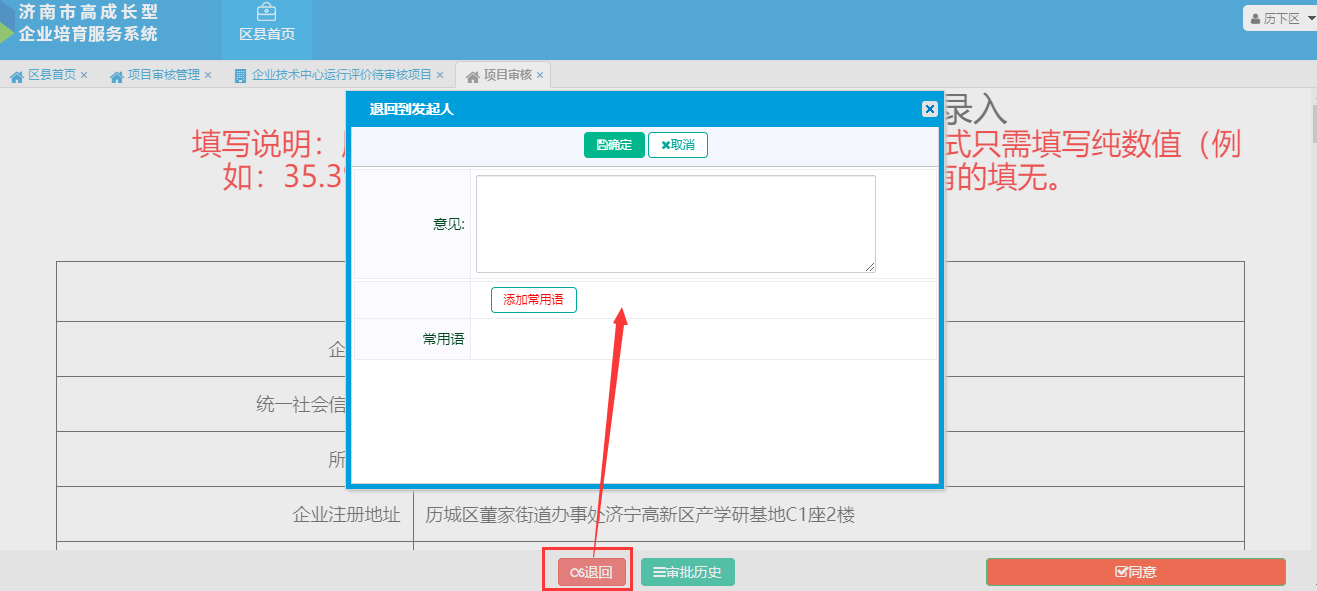 济南市高成长型
企业培育服务系统
区县首页
历下区
区县首页 ×
项目审核管理 ×
企业技术中心运行评价待审核项目 ×
项目审核 ×
录入
填写说明：
式只需填写纯数值（例
如：35.3
的填无。
退回到发起人
确定
取消
意见:
添加常用语
常用语
企
统一社会信
所
企业注册地址
历城区董家街道办事处济宁高新区产学研基地C1座2楼
退回
审批历史
同意